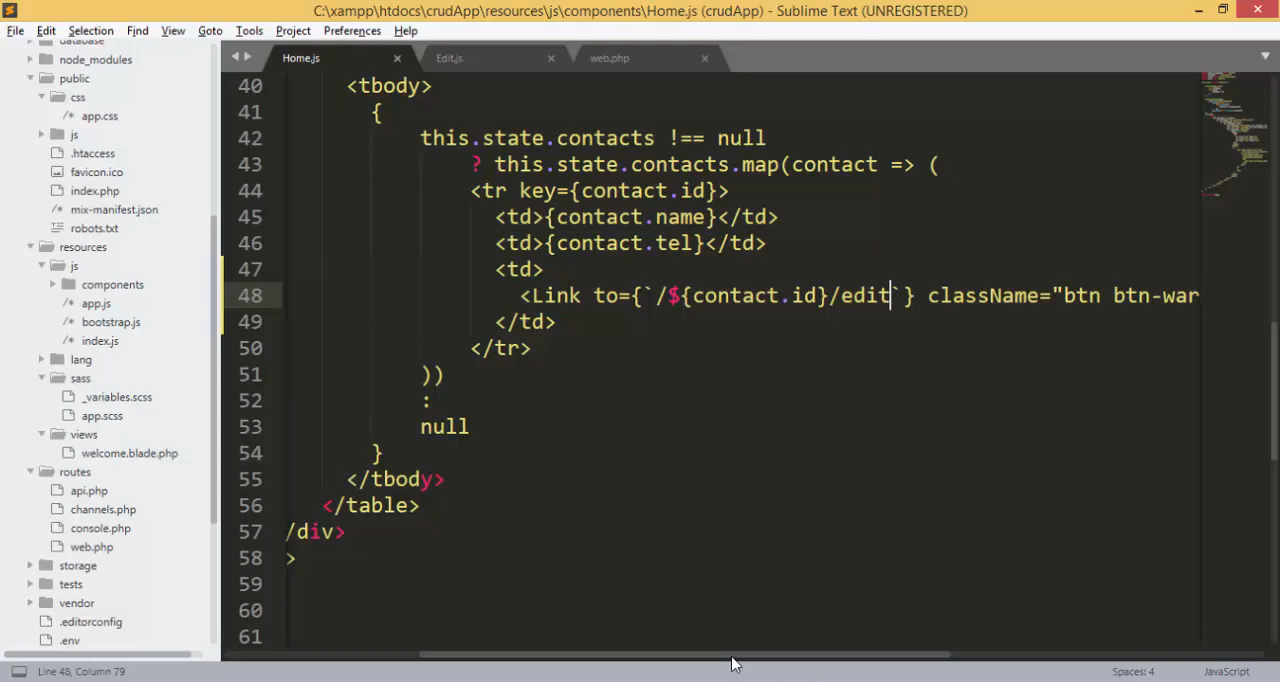 C:\xampp\htdocs\crudApp\resources\js\components\Home.js (crudApp) - Sublime Text (UNREGISTERED)
File Edit Selection Find View Goto Tools Project Preferences Help
Home.js Edit.js web.php
database
node_modules
public
css
/* app.css
js
.htaccess
favicon.ico
index.php
/* mix-manifest.json
robots.txt
resources
js
components
/* app.js
/* bootstrap.js
/* index.js
lang
sass
_variables.scss
app.scss
views
welcome.blade.php
routes
api.php
channels.php
console.php
web.php
storage
tests
vendor
.editorconfig
.env
40 <tbody>
41 {
42 this.state.contacts !== null
43 ? this.state.contacts.map(contact => (
44 <tr key={contact.id}>
45 <td>{contact.name}</td>
46 <td>{contact.tel}</td>
47 <td>
48 <Link to={`/${contact.id}/edit`} className="btn btn-war
49 </td>
50 </tr>
51 ))
52 :
53 null
54 }
55 </tbody>
56 </table>
57 /div>
58 >
59
60
61
Line 48, Column 79
Spaces: 4
JavaScript